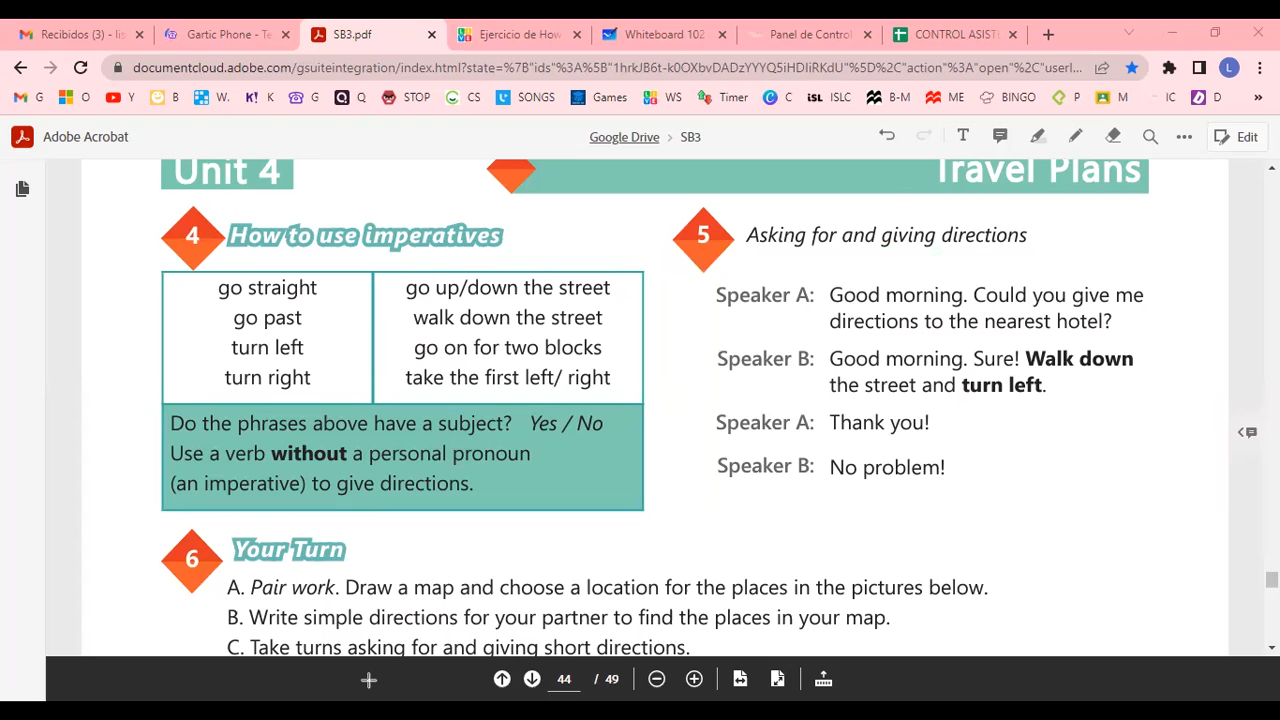 Recibidos (3) - lis
Gartic Phone - Te
SB3.pdf
Ejercicio de How
Whiteboard 102
Panel de Control
CONTROL ASIST
documentcloud.adobe.com/gsuiteintegration/index.html?state=%7B"ids"%3A%5B"1hrkJB6t-k0OXbvDADzYYYQ5iHDIiRKdU"%5D%2C"action"%3A"open"%2C"userI...
L
G O Y B W. K! G Q STOP CS SONGS Games WS Timer C ISLC B-M ME BINGO P M IC D »
Adobe Acrobat
Google Drive > SB3
Edit
Unit 4
Travel Plans
4 How to use imperatives
go straight
go past
turn left
turn right
go up/down the street
walk down the street
go on for two blocks
take the first left/ right
Do the phrases above have a subject? Yes / No
Use a verb without a personal pronoun
(an imperative) to give directions.
5 Asking for and giving directions
Speaker A: Good morning. Could you give me
directions to the nearest hotel?
Speaker B: Good morning. Sure! Walk down
the street and turn left.
Speaker A: Thank you!
Speaker B: No problem!
6 Your Turn
A. Pair work. Draw a map and choose a location for the places in the pictures below.
B. Write simple directions for your partner to find the places in your map.
C. Take turns asking for and giving short directions.
44 / 49